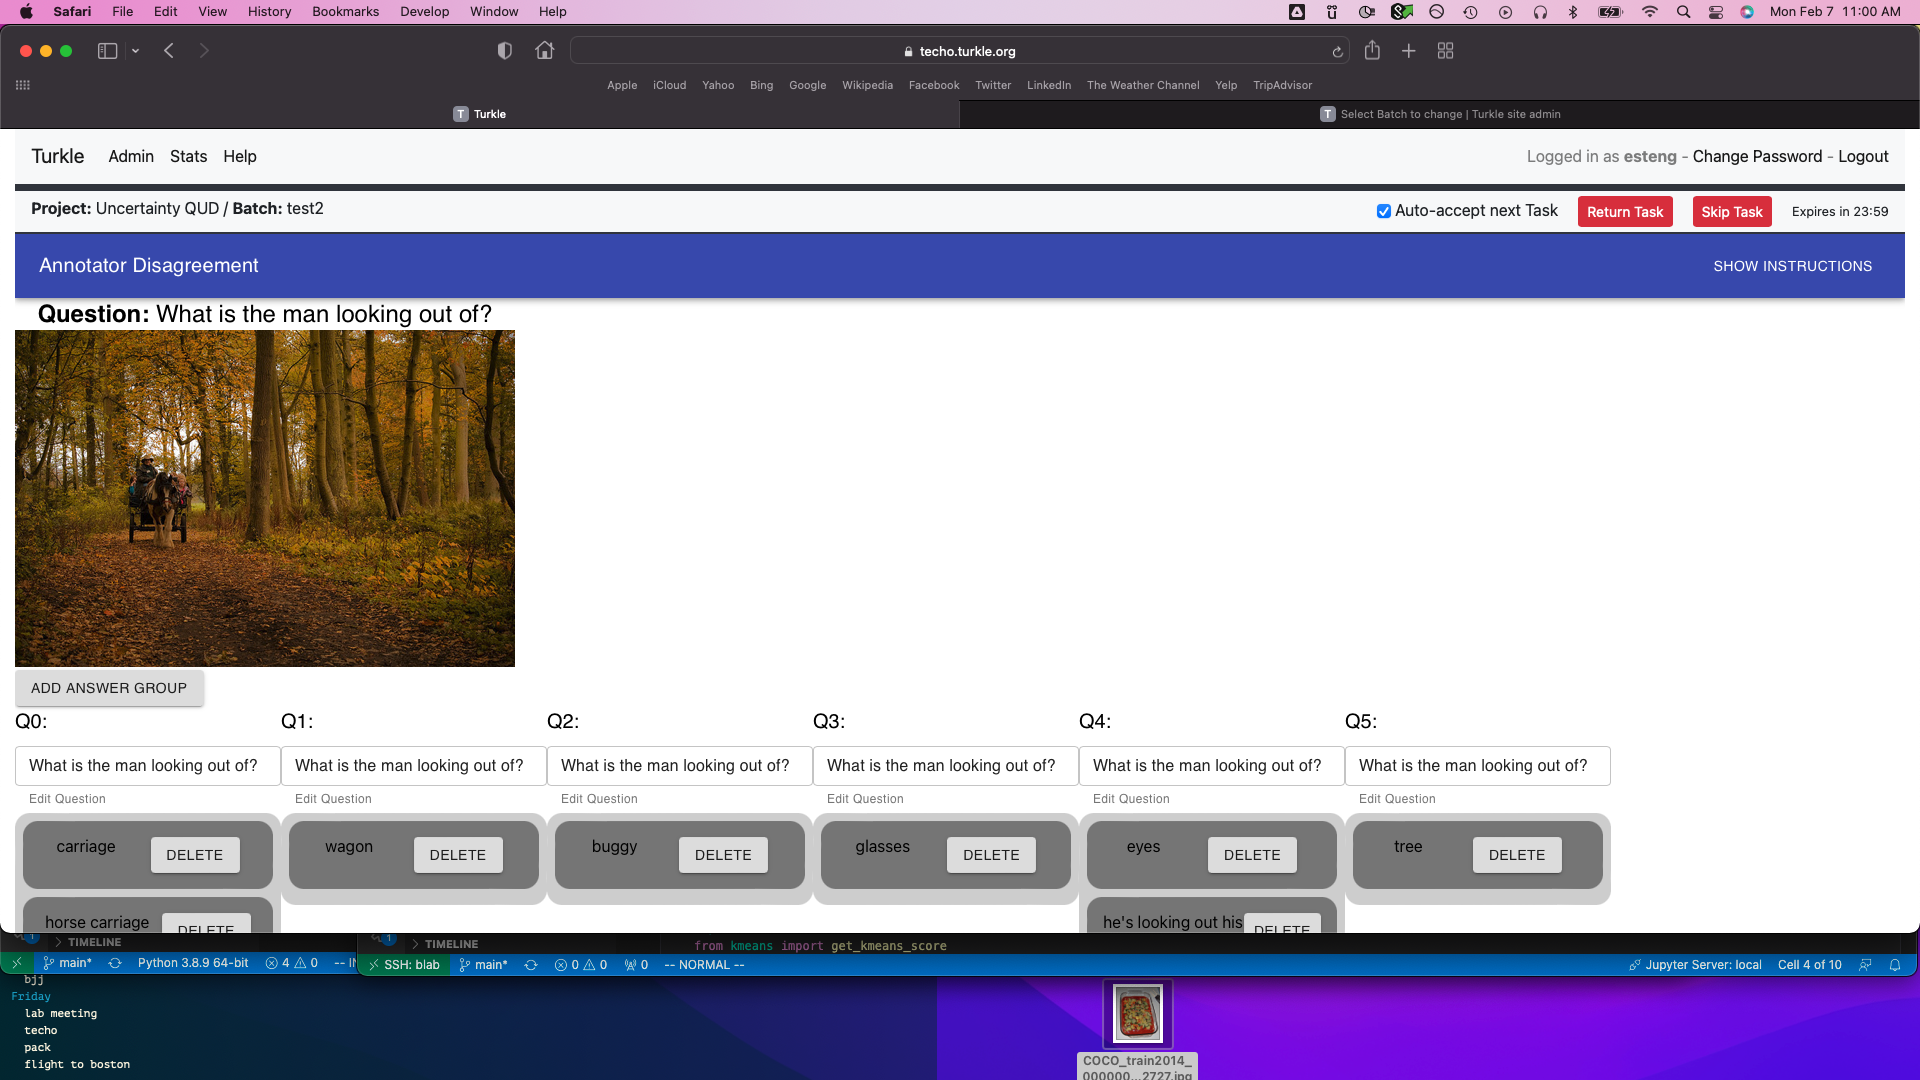 Safari File Edit View History Bookmarks Develop Window Help Mon Feb 7 11:00 AM
techo.turkle.org
Apple iCloud Yahoo Bing Google Wikipedia Facebook Twitter LinkedIn The Weather Channel Yelp TripAdvisor
T Turkle T Select Batch to change | Turkle site admin
Turkle Admin Stats Help Logged in as esteng - Change Password - Logout
Project: Uncertainty QUD / Batch: test2 Auto-accept next Task Return Task Skip Task Expires in 23:59
Annotator Disagreement SHOW INSTRUCTIONS
Question: What is the man looking out of?
ADD ANSWER GROUP
Q0: Q1: Q2: Q3: Q4: Q5:
What is the man looking out of? What is the man looking out of? What is the man looking out of? What is the man looking out of? What is the man looking out of? What is the man looking out of?
Edit Question Edit Question Edit Question Edit Question Edit Question Edit Question
carriage DELETE wagon DELETE buggy DELETE glasses DELETE eyes DELETE tree DELETE
horse carriage DELETE he's looking out his DELETE
1 > TIMELINE 1 > TIMELINE from kmeans import get_kmeans_score
main* Python 3.8.9 64-bit 4 0 -- IN SSH: blab main* 0 0 0 -- NORMAL -- Jupyter Server: local Cell 4 of 10
bjj
Friday
lab meeting
techo
pack
flight to boston
COCO_train2014_
000000...2727.jpg